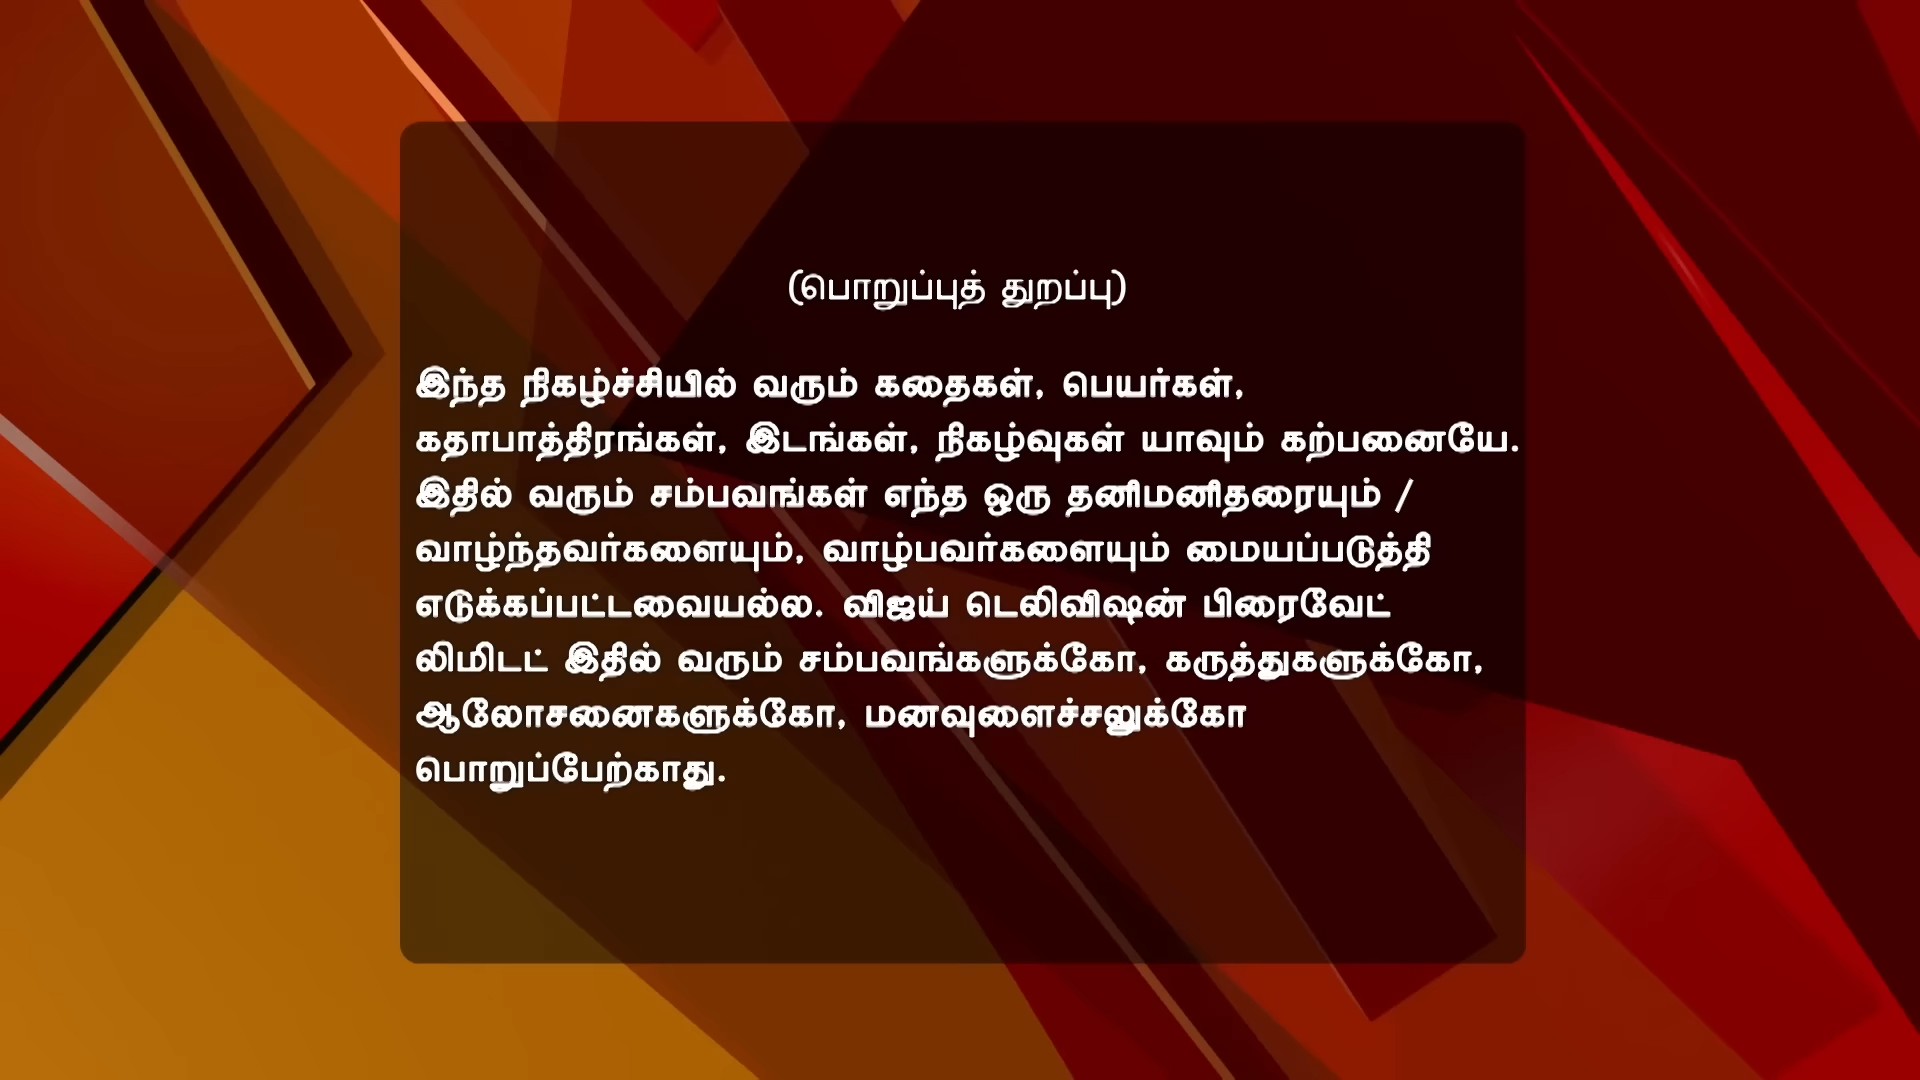 (பொறுப்புத் துறப்பு)
இந்த நிகழ்ச்சியில் வரும் கதைகள், பெயர்கள்,
கதாபாத்திரங்கள், இடங்கள், நிகழ்வுகள் யாவும் கற்பனையே.
இதில் வரும் சம்பவங்கள் எந்த ஒரு தனிமனிதரையும் /
வாழ்ந்தவர்களையும், வாழ்பவர்களையும் மையப்படுத்தி
எடுக்கப்பட்டவையல்ல. விஜய் டெலிவிஷன் பிரைவேட்
லிமிடட் இதில் வரும் சம்பவங்களுக்கோ, கருத்துகளுக்கோ,
ஆலோசனைகளுக்கோ, மனவுளைச்சலுக்கோ
பொறுப்பேற்காது.